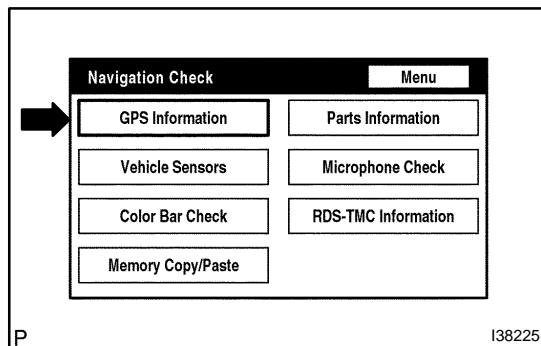 Navigation Check Menu
GPS Information Parts Information
Vehicle Sensors Microphone Check
Color Bar Check RDS-TMC Information
Memory Copy/Paste
P I38225